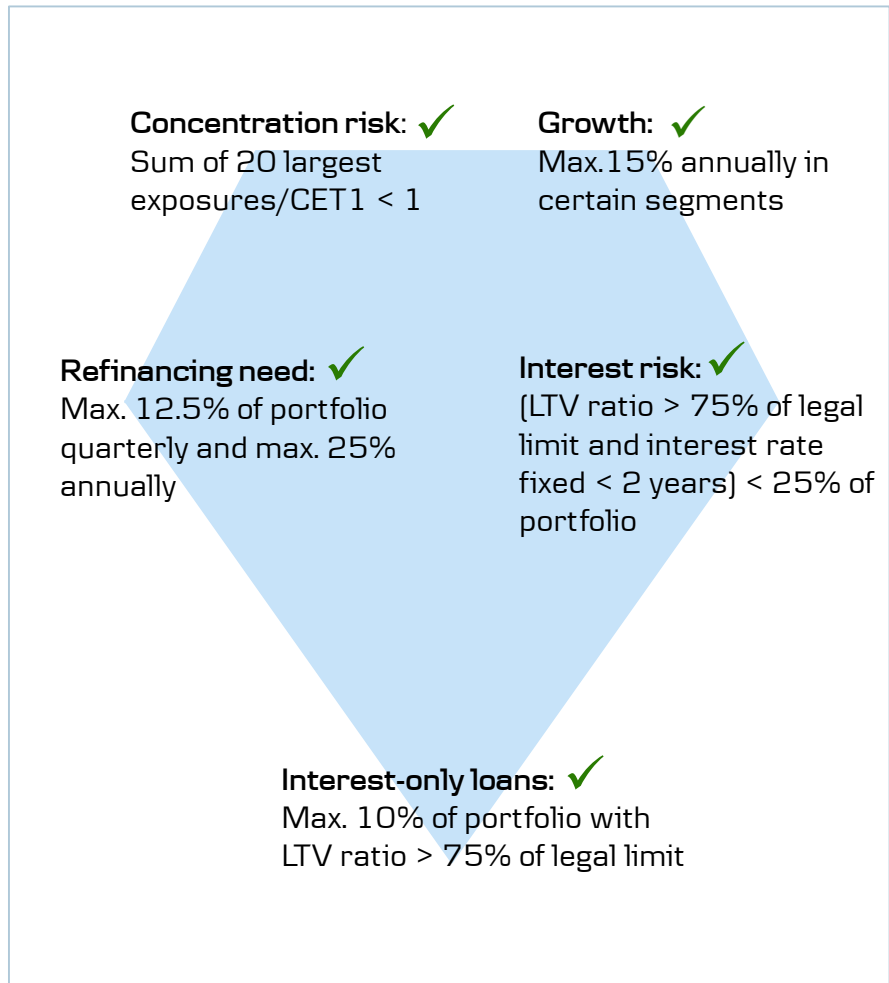 Concentration risk: ✓
Sum of 20 largest
exposures/CET1 < 1
Growth: ✓
Max.15% annually in
certain segments
Refinancing need: ✓
Max. 12.5% of portfolio
quarterly and max. 25%
annually
Interest risk: ✓
(LTV ratio > 75% of legal
limit and interest rate
fixed < 2 years) < 25% of
portfolio
Interest-only loans: ✓
Max. 10% of portfolio with
LTV ratio > 75% of legal limit